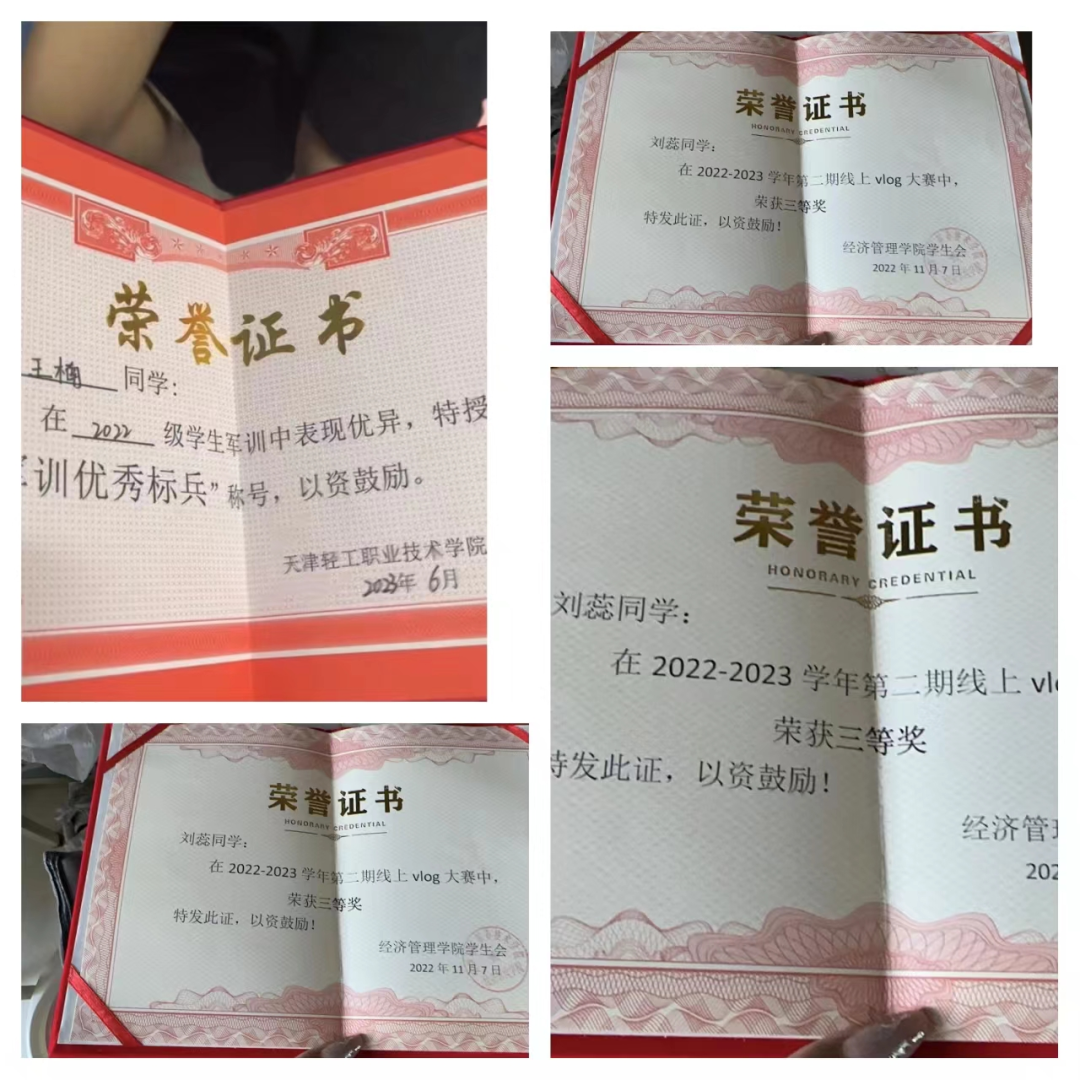 荣誉证书
王楠 同学：
在 2022 级学生军训中表现优异，特授
训优秀标兵”称号，以资鼓励。
天津轻工职业技术学院
2023年 6月
荣誉证书
HONORARY CREDENTIAL
刘蕊同学：
在 2022-2023 学年第二期线上 vlog 大赛中，
荣获三等奖
特发此证，以资鼓励！
经济管理学院学生会
2022 年 11 月 7 日
荣誉证书
HONORARY CREDENTIAL
刘蕊同学：
在 2022-2023 学年第二期线上 vl
荣获三等奖
特发此证，以资鼓励！
经济管
202
荣誉证书
HONORARY CREDENTIAL
刘蕊同学：
在 2022-2023 学年第二期线上 vlog 大赛中，
荣获三等奖
特发此证，以资鼓励！
经济管理学院学生会
2022 年 11 月 7 日